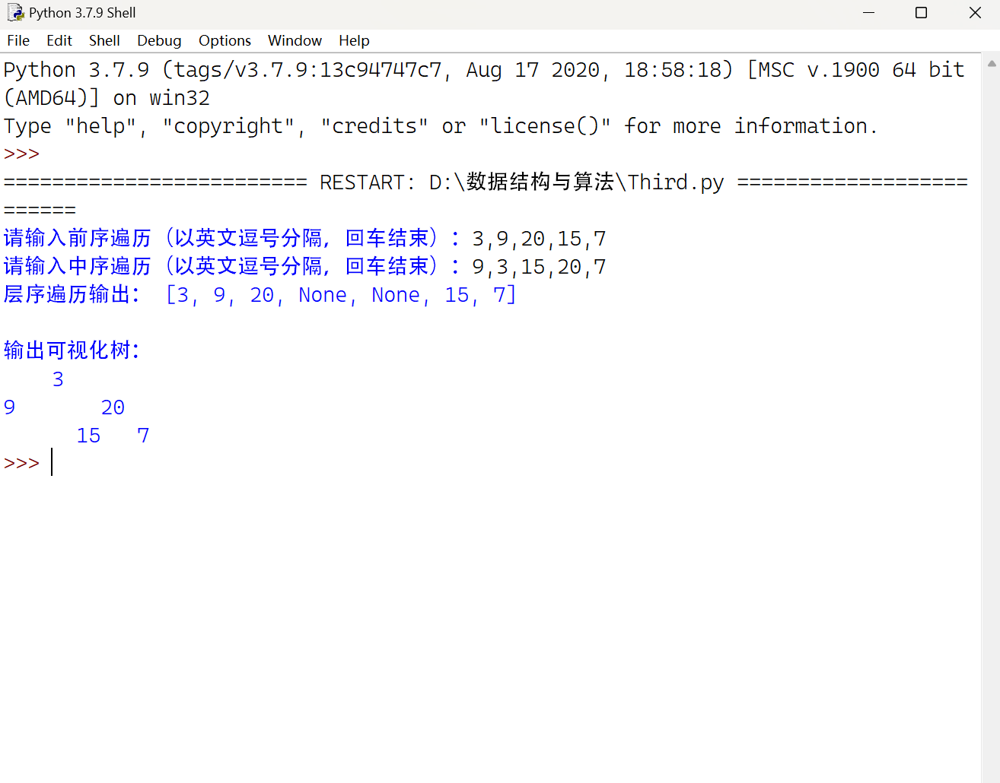 Python 3.7.9 Shell
File Edit Shell Debug Options Window Help
Python 3.7.9 (tags/v3.7.9:13c94747c7, Aug 17 2020, 18:58:18) [MSC v.1900 64 bit
(AMD64)] on win32
Type "help", "copyright", "credits" or "license()" for more information.
>>>
========================= RESTART: D:\数据结构与算法\Third.py ===================
======
请输入前序遍历（以英文逗号分隔，回车结束）：3,9,20,15,7
请输入中序遍历（以英文逗号分隔，回车结束）：9,3,15,20,7
层序遍历输出： [3, 9, 20, None, None, 15, 7]
输出可视化树：
    3
9       20
      15   7
>>>